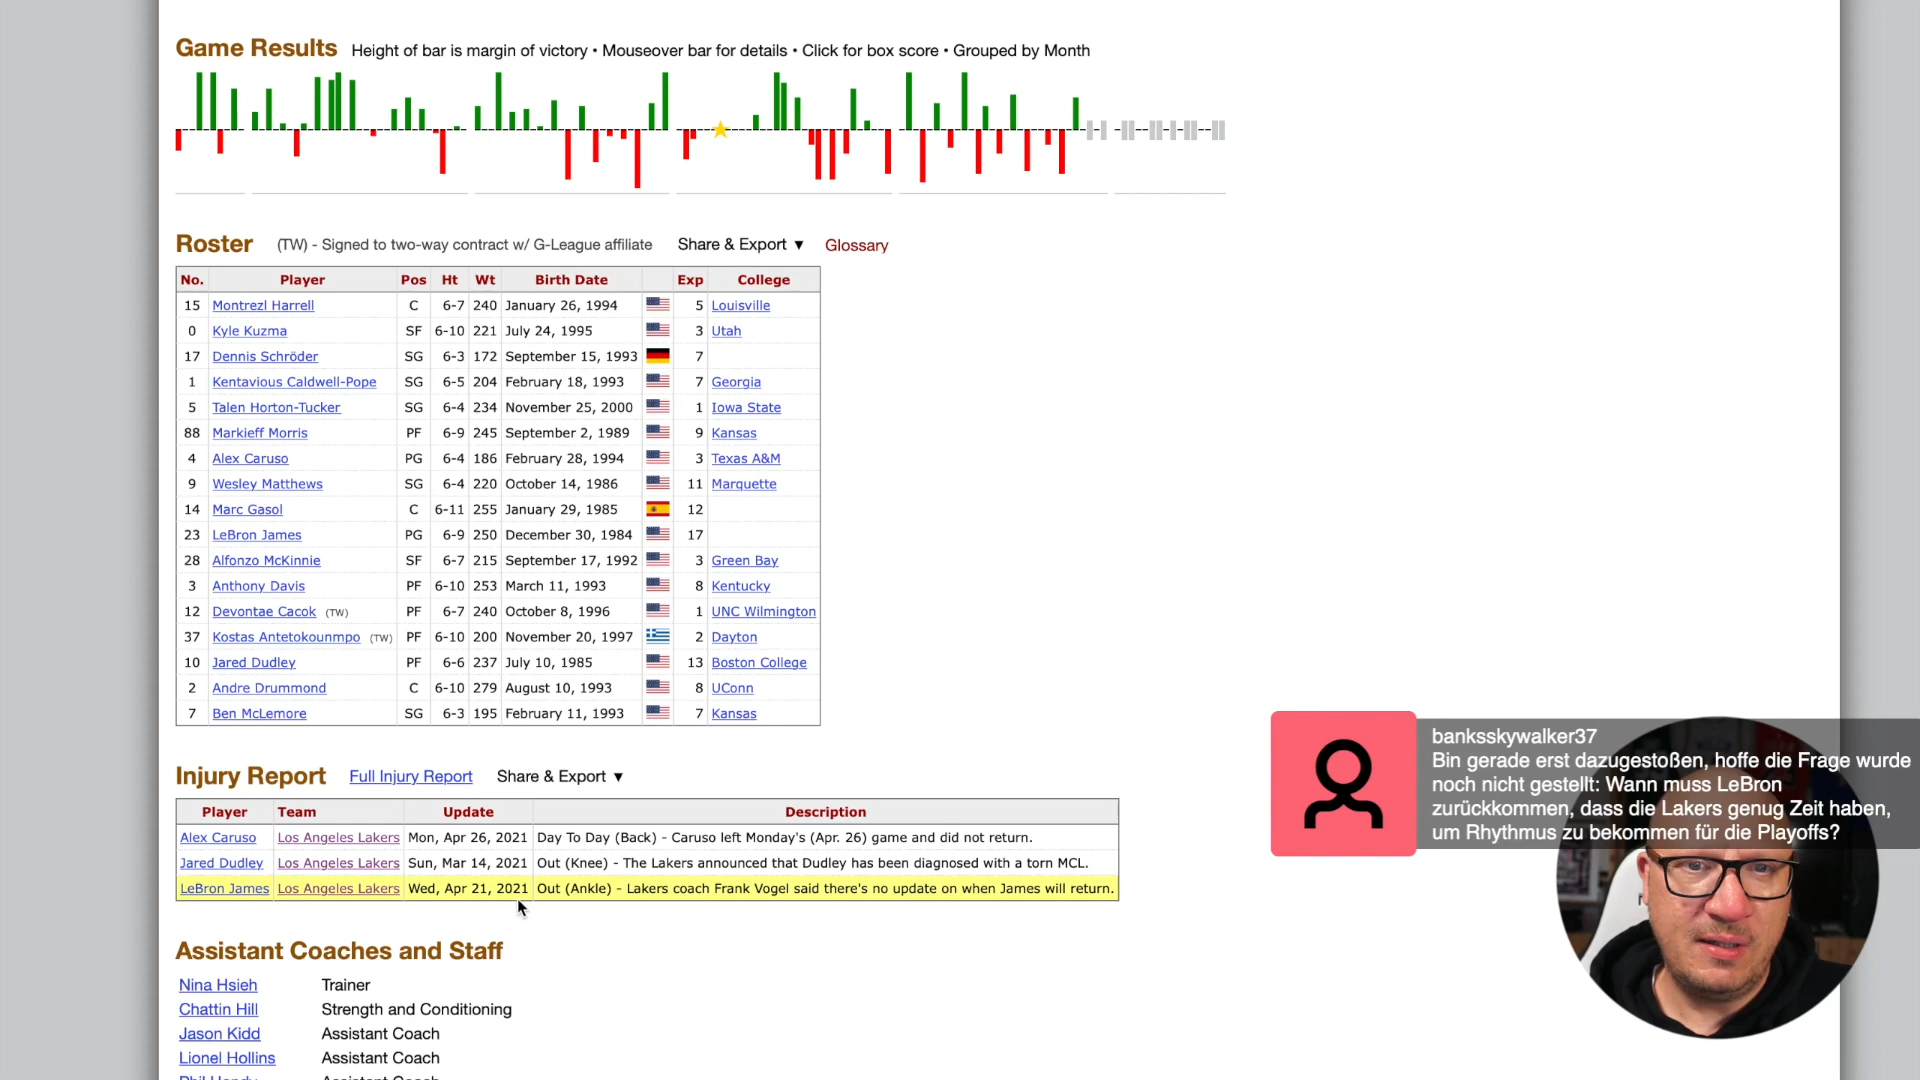 Game Results Height of bar is margin of victory • Mouseover bar for details • Click for box score • Grouped by Month
Roster (TW) - Signed to two-way contract w/ G-League affiliate Share & Export ▼ Glossary
No. Player Pos Ht Wt Birth Date Exp College
15 Montrezl Harrell C 6-7 240 January 26, 1994 5 Louisville
0 Kyle Kuzma SF 6-10 221 July 24, 1995 3 Utah
17 Dennis Schröder SG 6-3 172 September 15, 1993 7
1 Kentavious Caldwell-Pope SG 6-5 204 February 18, 1993 7 Georgia
5 Talen Horton-Tucker SG 6-4 234 November 25, 2000 1 Iowa State
88 Markieff Morris PF 6-9 245 September 2, 1989 9 Kansas
4 Alex Caruso PG 6-4 186 February 28, 1994 3 Texas A&M
9 Wesley Matthews SG 6-4 220 October 14, 1986 11 Marquette
14 Marc Gasol C 6-11 255 January 29, 1985 12
23 LeBron James PG 6-9 250 December 30, 1984 17
28 Alfonzo McKinnie SF 6-7 215 September 17, 1992 3 Green Bay
3 Anthony Davis PF 6-10 253 March 11, 1993 8 Kentucky
12 Devontae Cacok (TW) PF 6-7 240 October 8, 1996 1 UNC Wilmington
37 Kostas Antetokounmpo (TW) PF 6-10 200 November 20, 1997 2 Dayton
10 Jared Dudley PF 6-6 237 July 10, 1985 13 Boston College
2 Andre Drummond C 6-10 279 August 10, 1993 8 UConn
7 Ben McLemore SG 6-3 195 February 11, 1993 7 Kansas
banksskywalker37
Bin gerade erst dazugestoßen, hoffe die Frage wurde
noch nicht gestellt: Wann muss LeBron
zurückkommen, dass die Lakers genug Zeit haben,
um Rhythmus zu bekommen für die Playoffs?
Injury Report Full Injury Report Share & Export ▼
Player Team Update Description
Alex Caruso Los Angeles Lakers Mon, Apr 26, 2021 Day To Day (Back) - Caruso left Monday's (Apr. 26) game and did not return.
Jared Dudley Los Angeles Lakers Sun, Mar 14, 2021 Out (Knee) - The Lakers announced that Dudley has been diagnosed with a torn MCL.
LeBron James Los Angeles Lakers Wed, Apr 21, 2021 Out (Ankle) - Lakers coach Frank Vogel said there's no update on when James will return.
Assistant Coaches and Staff
Nina Hsieh Trainer
Chattin Hill Strength and Conditioning
Jason Kidd Assistant Coach
Lionel Hollins Assistant Coach